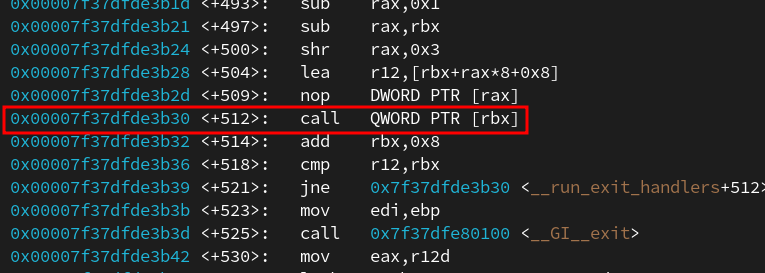 0x00007f37dfde3b1d <+493>: sub rax,0x1
0x00007f37dfde3b21 <+497>: sub rax,rbx
0x00007f37dfde3b24 <+500>: shr rax,0x3
0x00007f37dfde3b28 <+504>: lea r12,[rbx+rax*8+0x8]
0x00007f37dfde3b2d <+509>: nop DWORD PTR [rax]
0x00007f37dfde3b30 <+512>: call QWORD PTR [rbx]
0x00007f37dfde3b32 <+514>: add rbx,0x8
0x00007f37dfde3b36 <+518>: cmp r12,rbx
0x00007f37dfde3b39 <+521>: jne 0x7f37dfde3b30 <__run_exit_handlers+512>
0x00007f37dfde3b3b <+523>: mov edi,ebp
0x00007f37dfde3b3d <+525>: call 0x7f37dfe80100 <__GI__exit>
0x00007f37dfde3b42 <+530>: mov eax,r12d